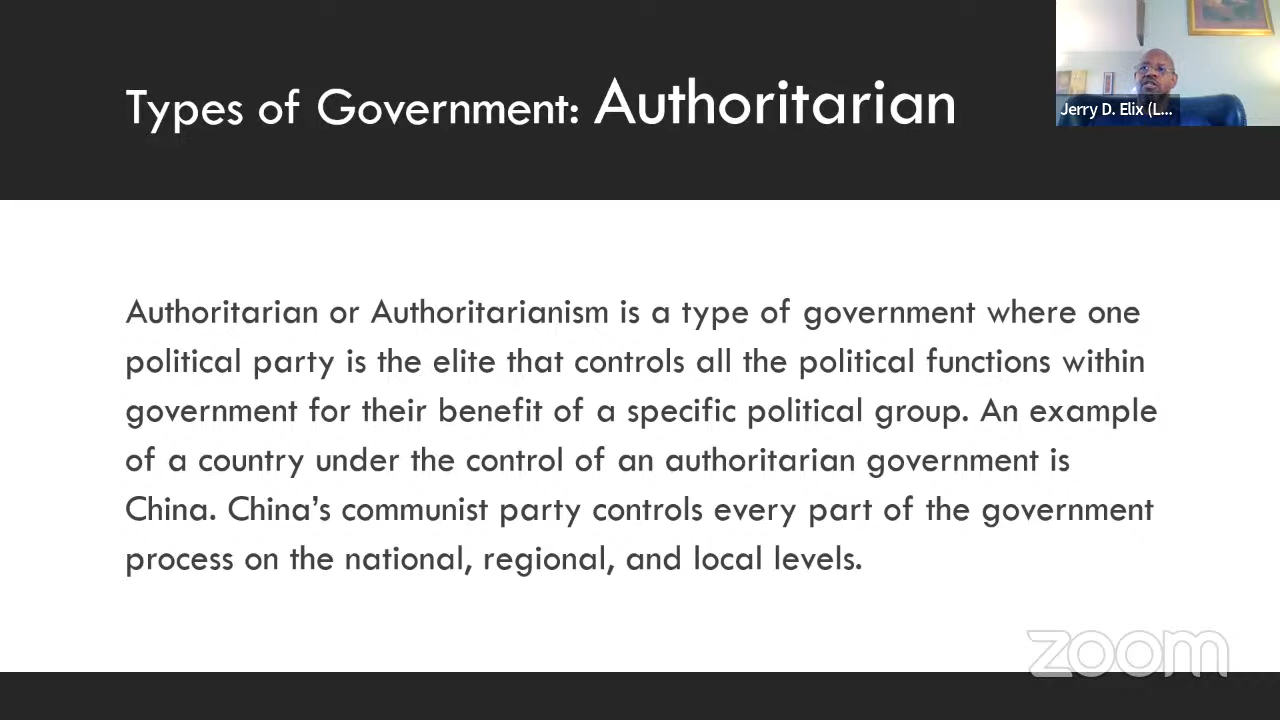 Types of Government: Authoritarian
Jerry D. Elix (L...
Authoritarian or Authoritarianism is a type of government where one
political party is the elite that controls all the political functions within
government for their benefit of a specific political group. An example
of a country under the control of an authoritarian government is
China. China’s communist party controls every part of the government
process on the national, regional, and local levels.
zoom